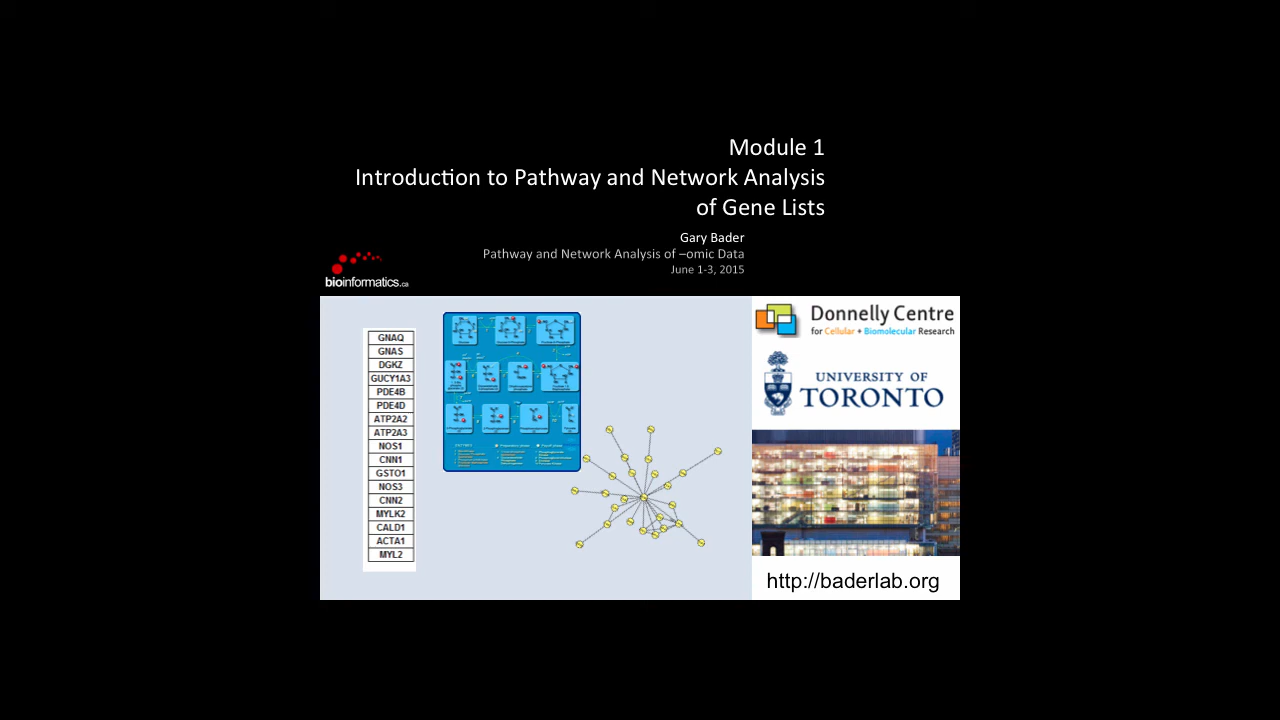 Module 1
Introduction to Pathway and Network Analysis
of Gene Lists
Gary Bader
Pathway and Network Analysis of –omic Data
June 1-3, 2015
bioinformatics.ca
GNAQ
GNAS
DGKZ
GUCY1A3
PDE4B
PDE4D
ATP2A2
ATP2A3
NOS1
CNN1
GSTO1
NOS3
CNN2
MYLK2
CALD1
ACTA1
MYL2
Donnelly Centre
for Cellular + Biomolecular Research
UNIVERSITY OF
TORONTO
http://baderlab.org